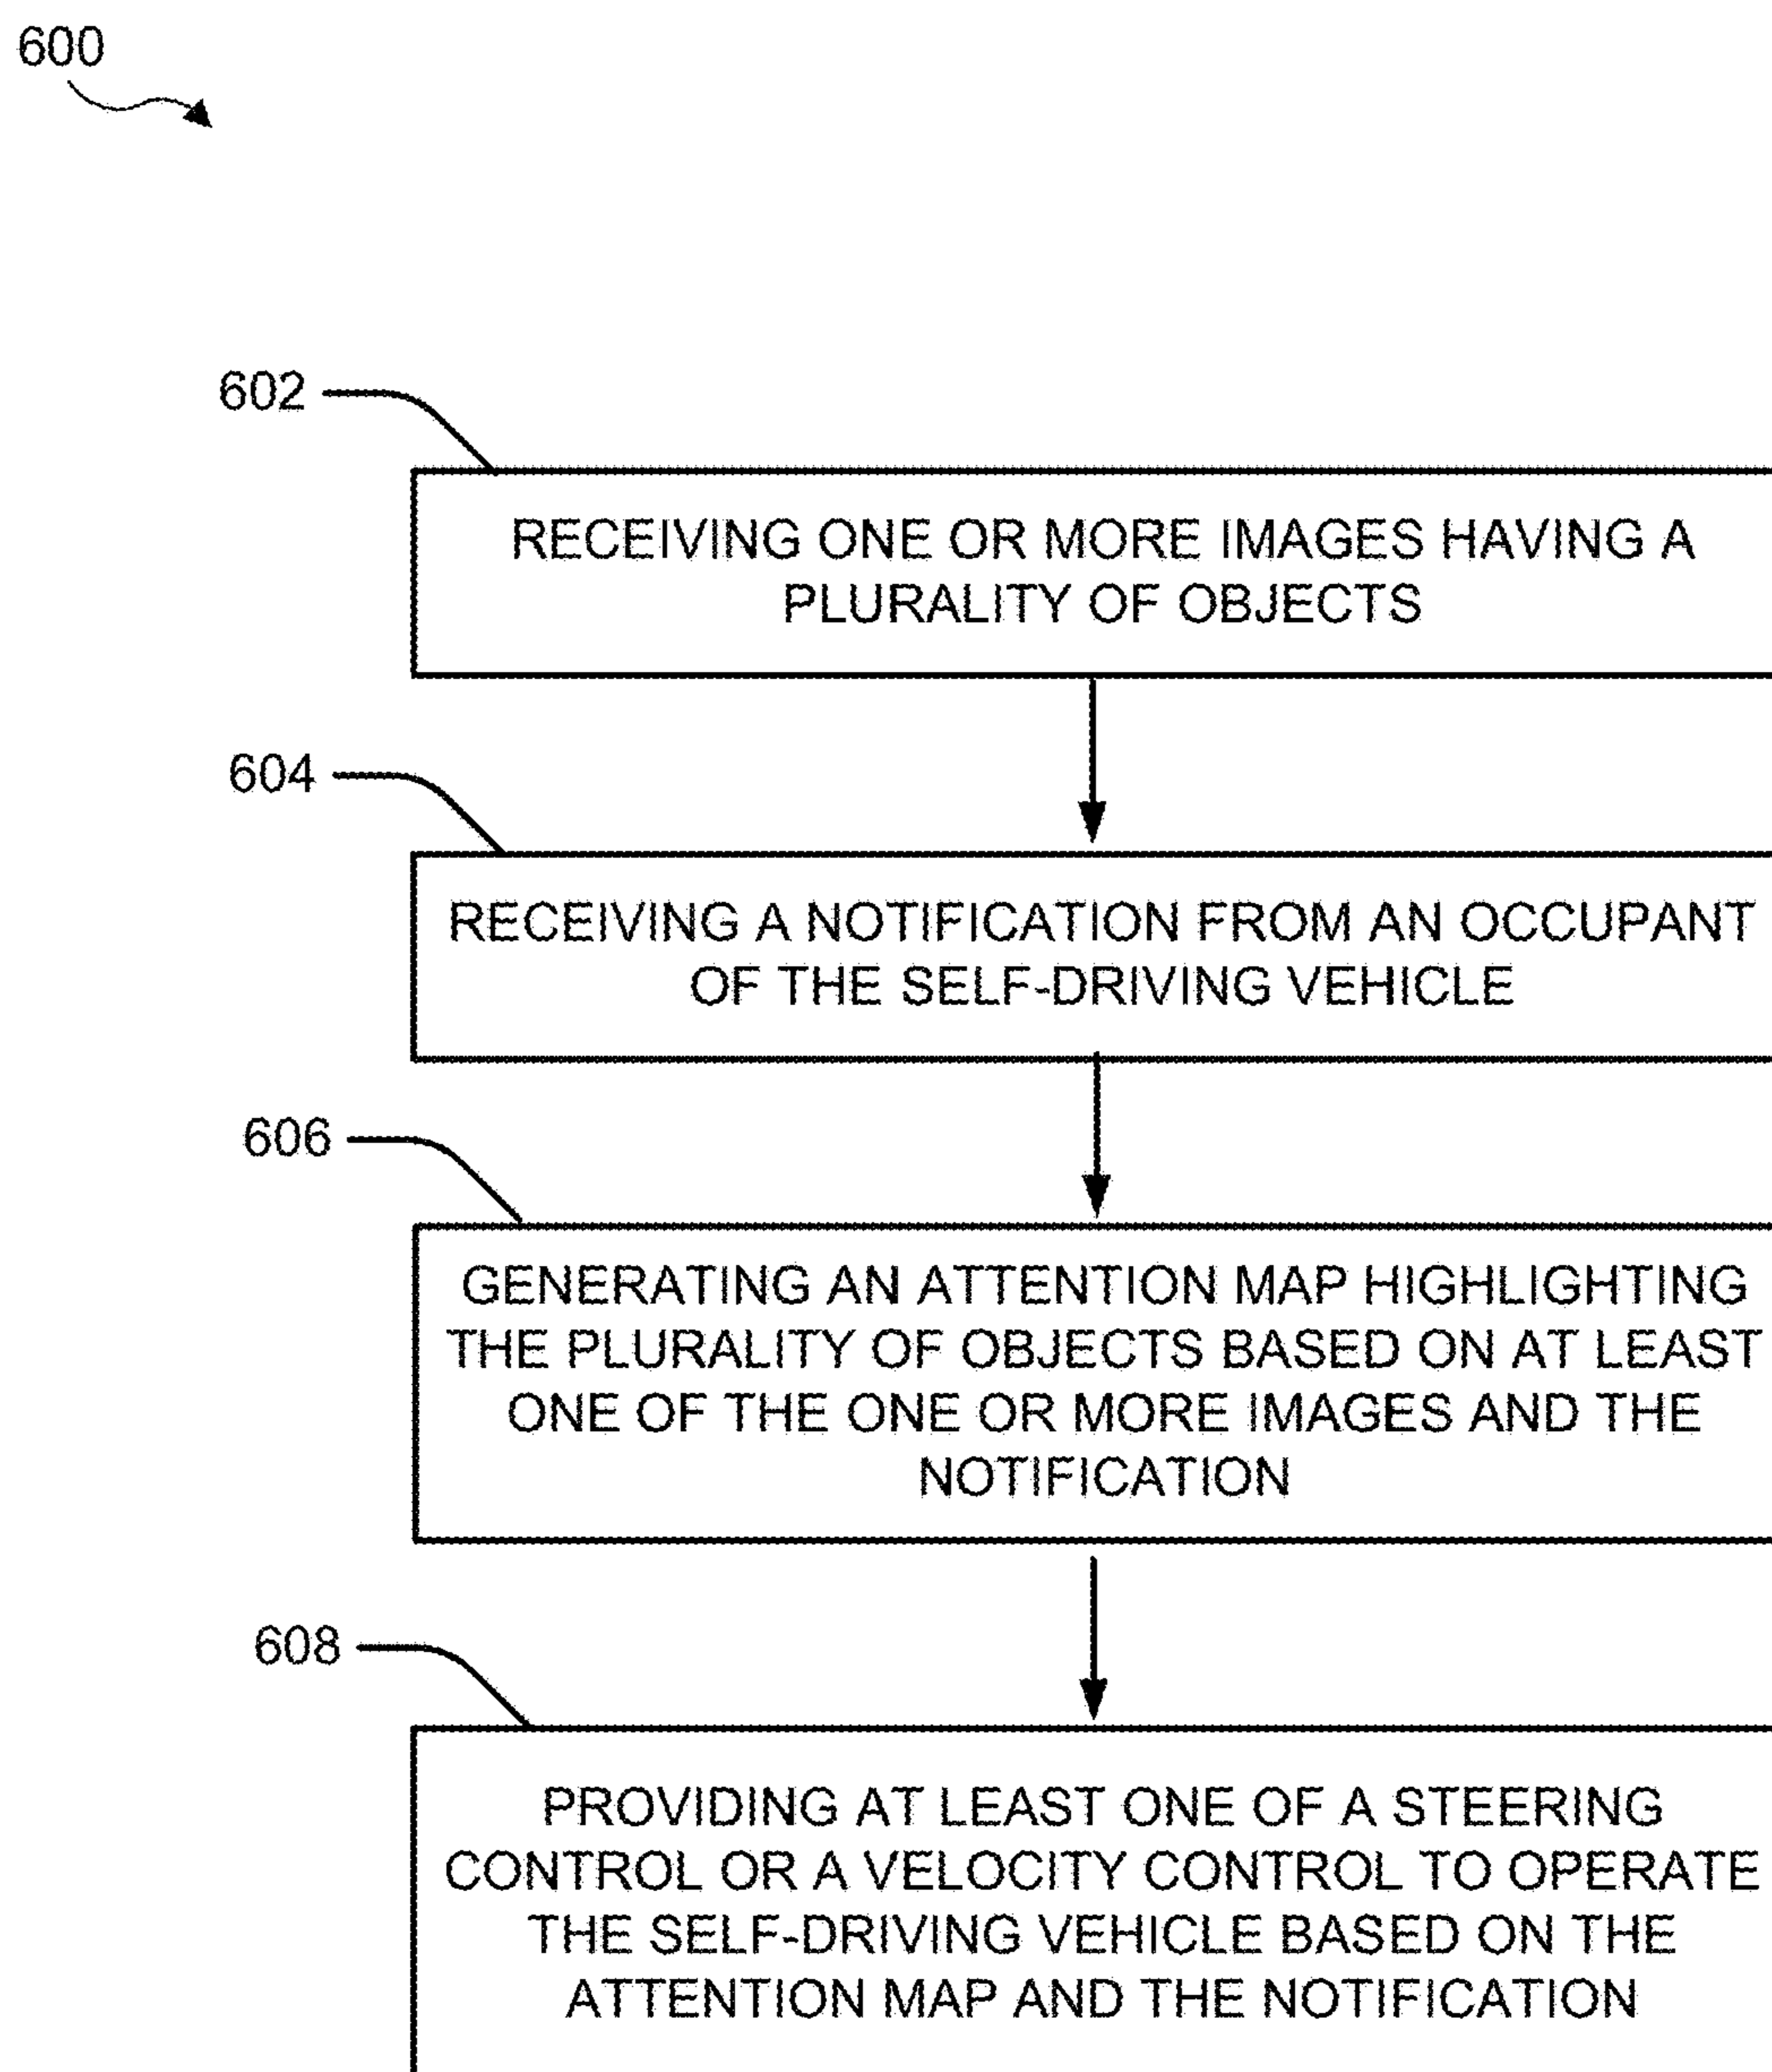 600
602
RECEIVING ONE OR MORE IMAGES HAVING A
PLURALITY OF OBJECTS
604
RECEIVING A NOTIFICATION FROM AN OCCUPANT
OF THE SELF-DRIVING VEHICLE
606
GENERATING AN ATTENTION MAP HIGHLIGHTING
THE PLURALITY OF OBJECTS BASED ON AT LEAST
ONE OF THE ONE OR MORE IMAGES AND THE
NOTIFICATION
608
PROVIDING AT LEAST ONE OF A STEERING
CONTROL OR A VELOCITY CONTROL TO OPERATE
THE SELF-DRIVING VEHICLE BASED ON THE
ATTENTION MAP AND THE NOTIFICATION